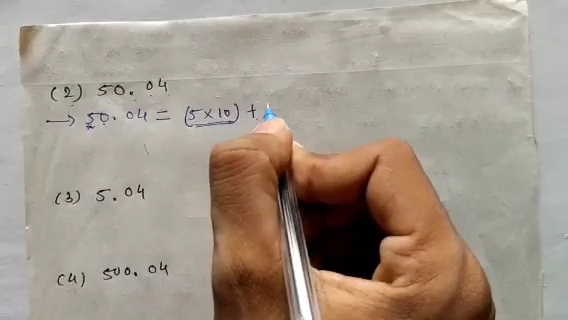 (2) 50.04
→ 50.04 = (5×10) +
(3) 5.04
(4) 500.04